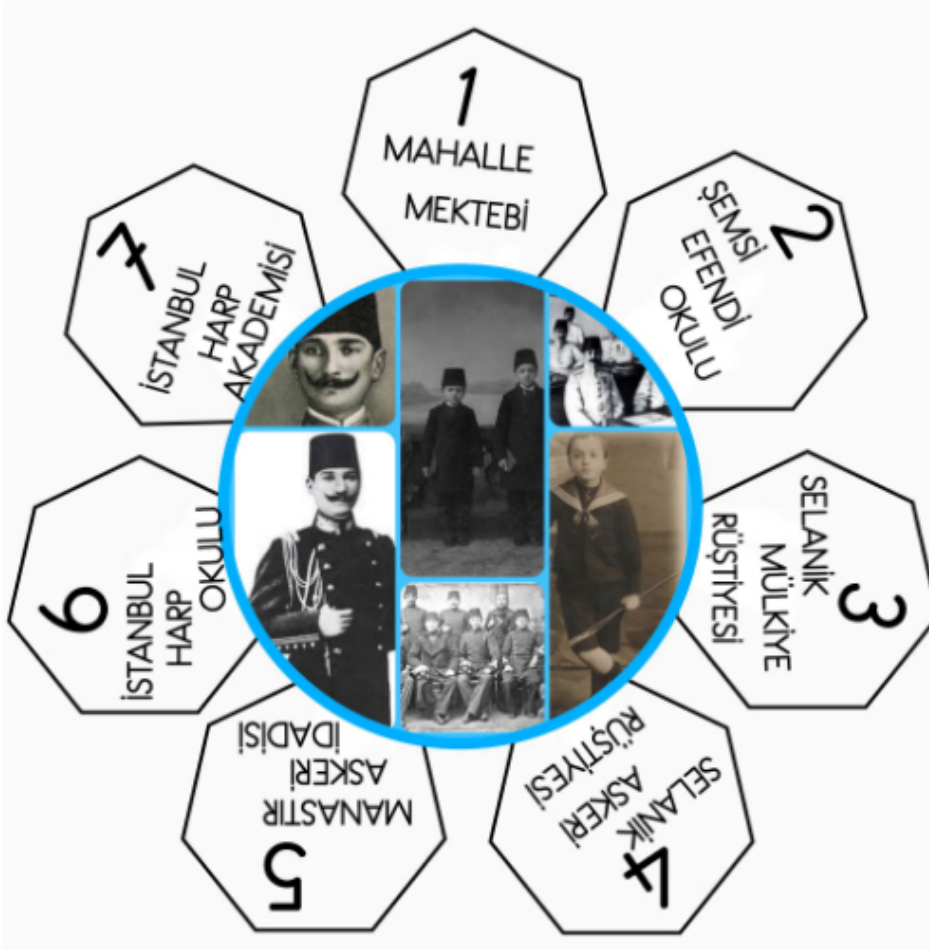 1
MAHALLE
MEKTEBİ
2
ŞEMSİ
EFENDİ
OKULU
3
SELANİK
MÜLKİYE
RÜŞTİYESİ
4
SELANİK
ASKERİ
RÜŞTİYESİ
5
MANASTIR
ASKERİ
İDADİSİ
6
İSTANBUL
HARP
OKULU
7
İSTANBUL
HARP
AKADEMİSİ